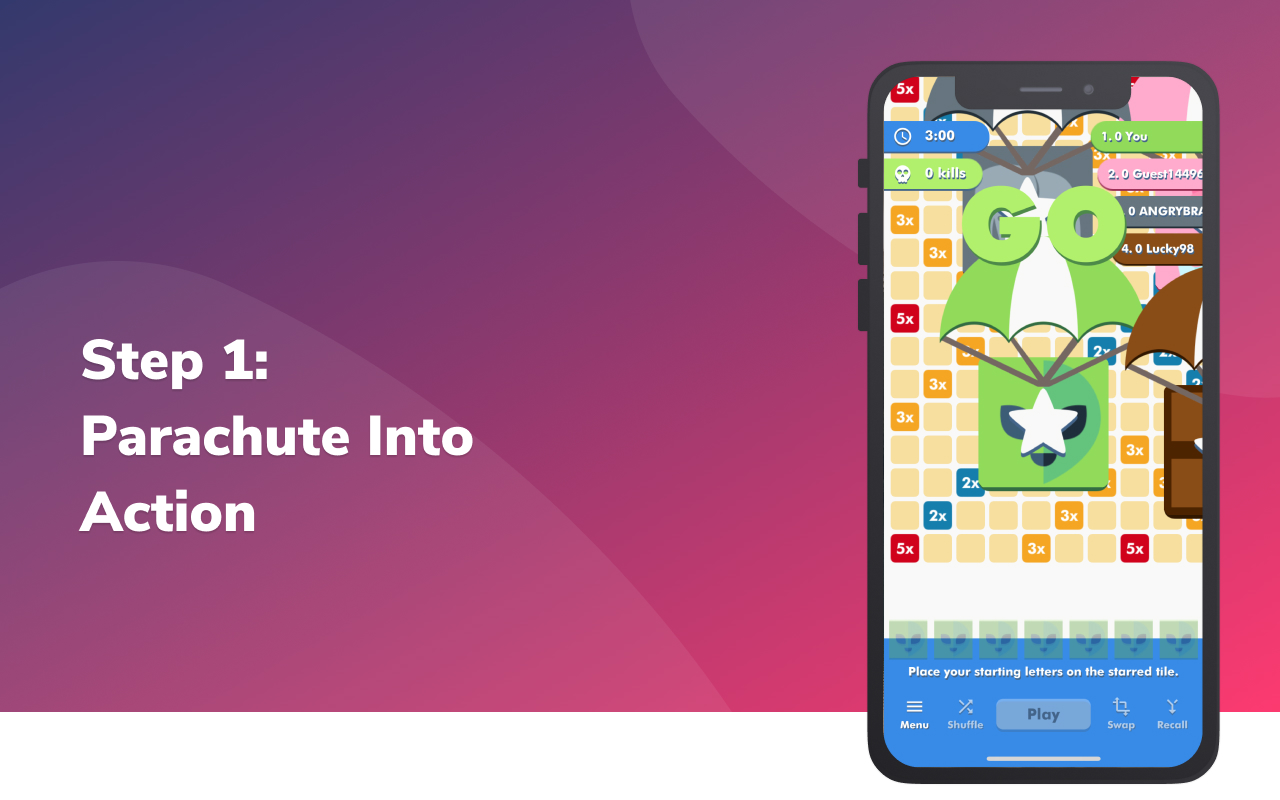 Step 1:
Parachute Into
Action
5x
3:00
1. 0 You
3x
0 kills
2. 0 Guest14496
0 ANGRYBRA
3x
GO
4. 0 Lucky98
3x
5x
2x
3x
3x
3x
2x
2x
3x
5x
3x
5x
Place your starting letters on the starred tile.
Menu
Shuffle
Play
Swap
Recall